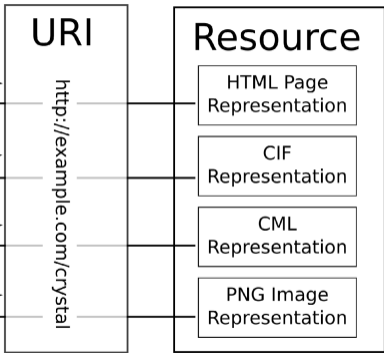 URI
http://example.com/crystal
Resource
HTML Page
Representation
CIF
Representation
CML
Representation
PNG Image
Representation